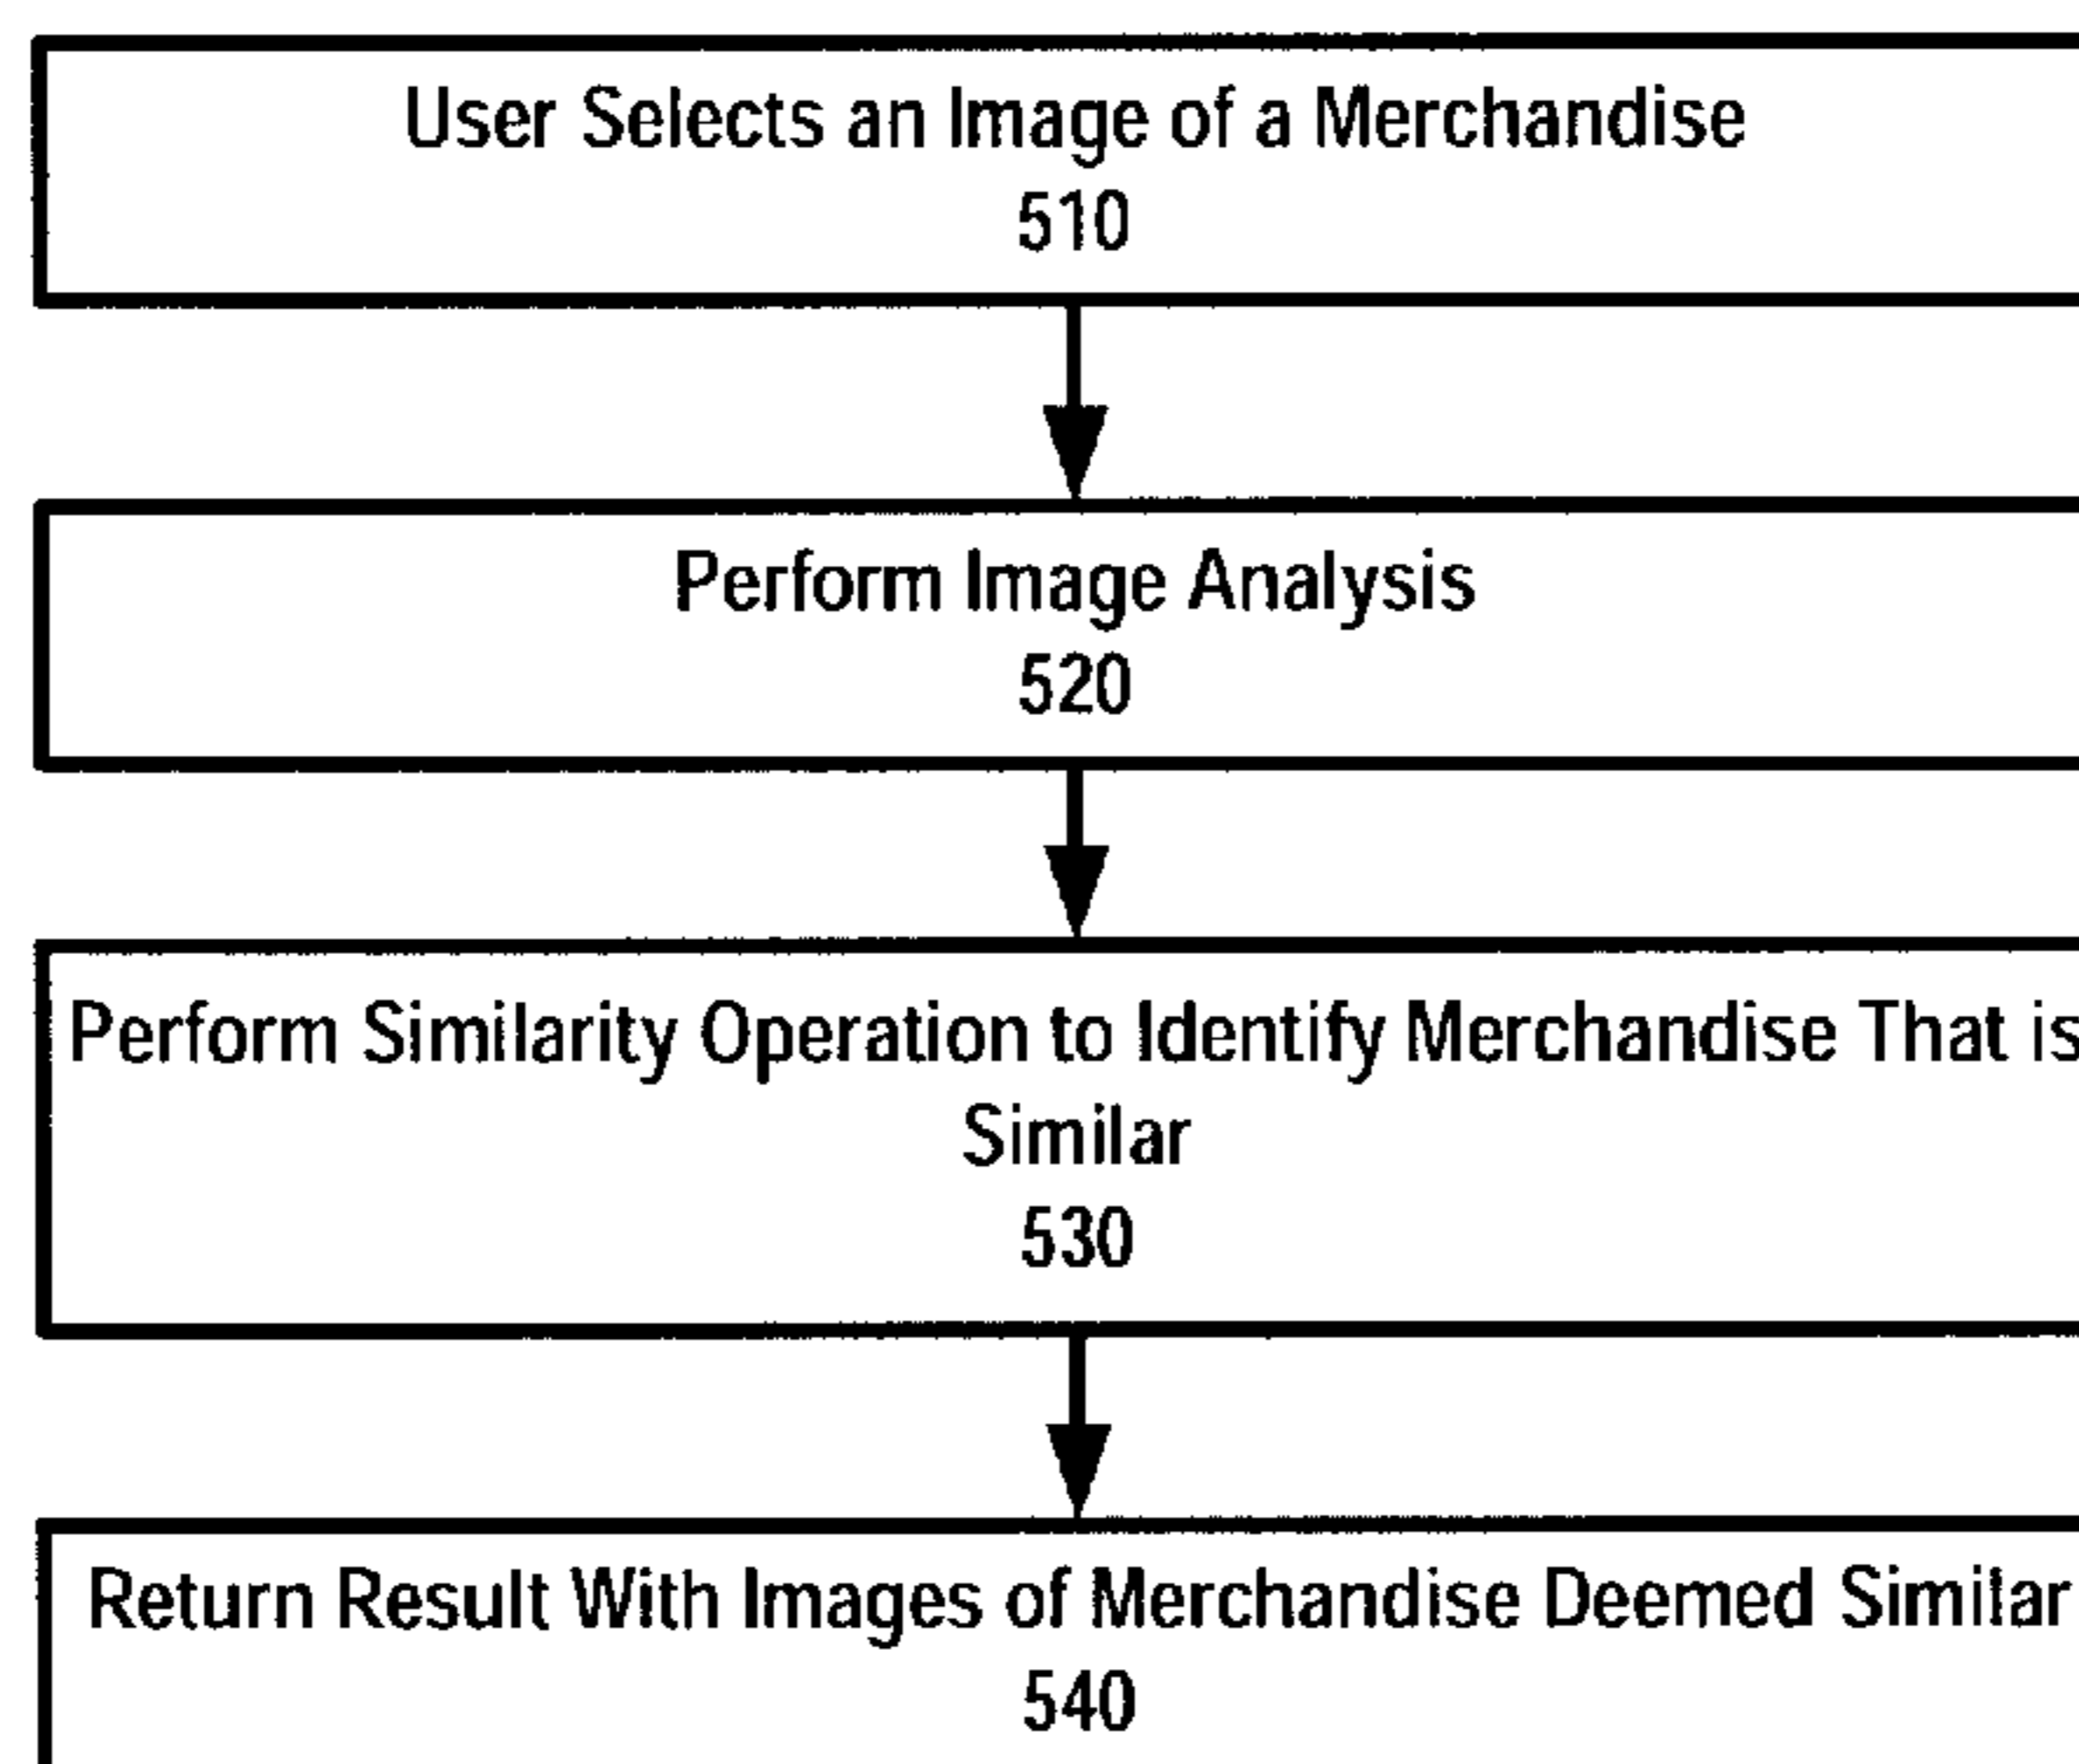 User Selects an Image of a Merchandise
510
Perform Image Analysis
520
Perform Similarity Operation to Identify Merchandise That is
Similar
530
Return Result With Images of Merchandise Deemed Similar
540